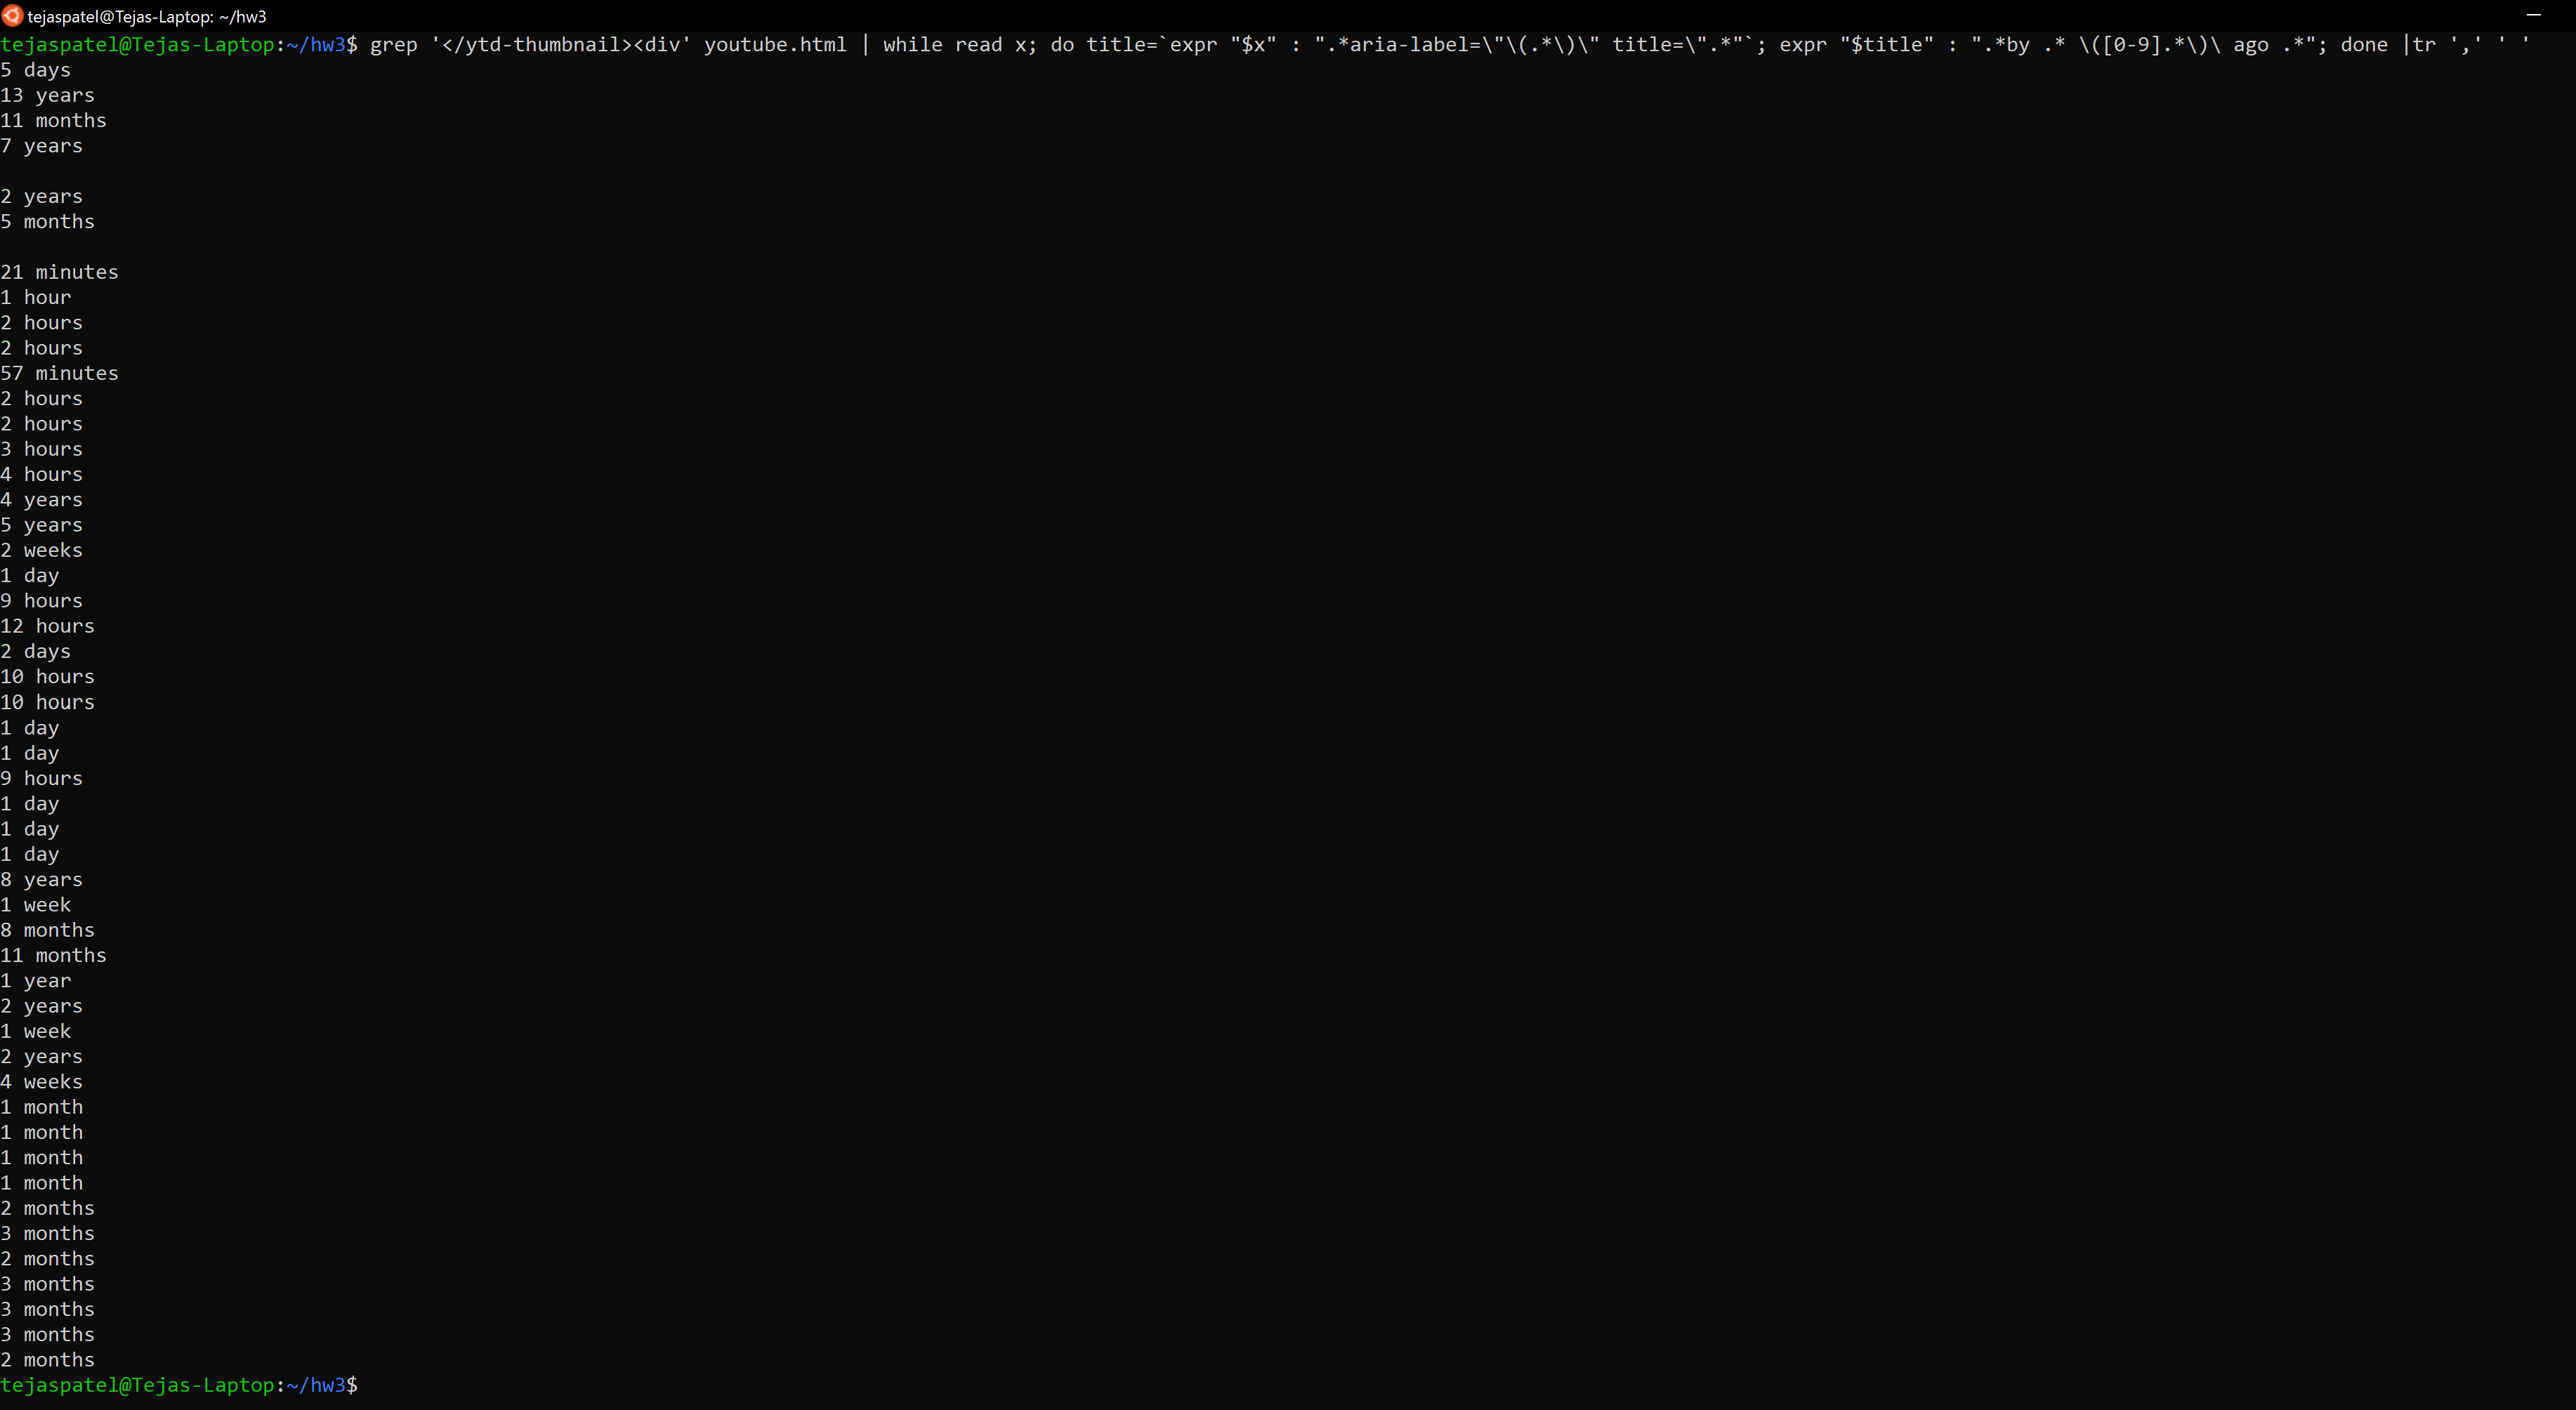 tejaspatel@Tejas-Laptop: ~/hw3
tejaspatel@Tejas-Laptop:~/hw3$ grep '</ytd-thumbnail><div' youtube.html | while read x; do title=`expr "$x" : ".*aria-label=\"\(.*\)\" title=\".*"`; expr "$title" : ".*by .* \([0-9].*\)\ ago .*"; done |tr ',' ' '
5 days
13 years
11 months
7 years

2 years
5 months

21 minutes
1 hour
2 hours
2 hours
57 minutes
2 hours
2 hours
3 hours
4 hours
4 years
5 years
2 weeks
1 day
9 hours
12 hours
2 days
10 hours
10 hours
1 day
1 day
9 hours
1 day
1 day
1 day
8 years
1 week
8 months
11 months
1 year
2 years
1 week
2 years
4 weeks
1 month
1 month
1 month
1 month
2 months
3 months
2 months
3 months
3 months
3 months
2 months
tejaspatel@Tejas-Laptop:~/hw3$